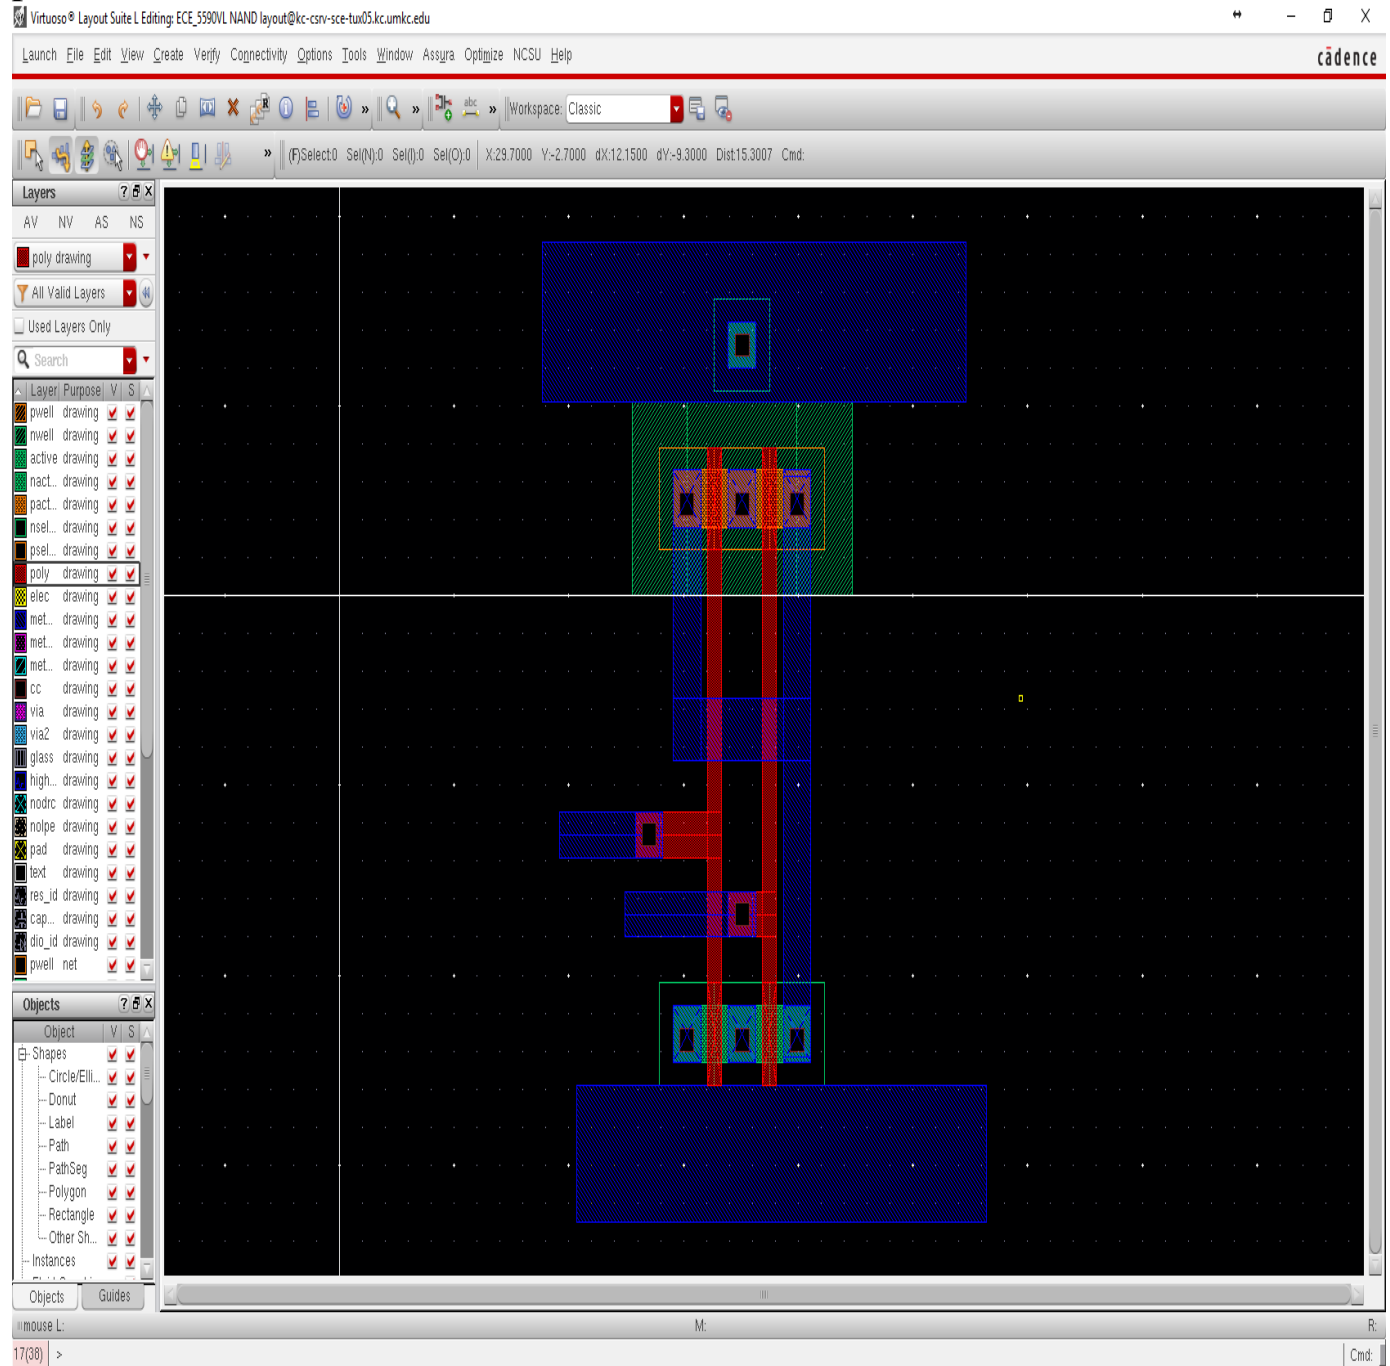 Virtuoso® Layout Suite L Editing: ECE_5590VL NAND layout@kc-csrv-sce-tux05.kc.umkc.edu
Launch File Edit View Create Verify Connectivity Options Tools Window Assura Optimize NCSU Help
cādence
R » » abc » Workspace: Classic
» (F)Select:0 Sel(N):0 Sel(I):0 Sel(O):0 X:29.7000 Y:-2.7000 dX:12.1500 dY:-9.3000 Dist:15.3007 Cmd:
Layers
AV NV AS NS
poly drawing
All Valid Layers
Used Layers Only
Search
Layer Purpose V S
pwell drawing
nwell drawing
active drawing
nact... drawing
pact... drawing
nsel... drawing
psel... drawing
poly drawing
elec drawing
met... drawing
met... drawing
met... drawing
cc drawing
via drawing
via2 drawing
glass drawing
high... drawing
nodrc drawing
nolpe drawing
pad drawing
text drawing
res_id drawing
cap... drawing
dio_id drawing
pwell net
Objects
Object V S
Shapes
Circle/Elli...
Donut
Label
Path
PathSeg
Polygon
Rectangle
Other Sh...
Instances
Objects Guides
mouse L: M: R:
17(38) > Cmd: